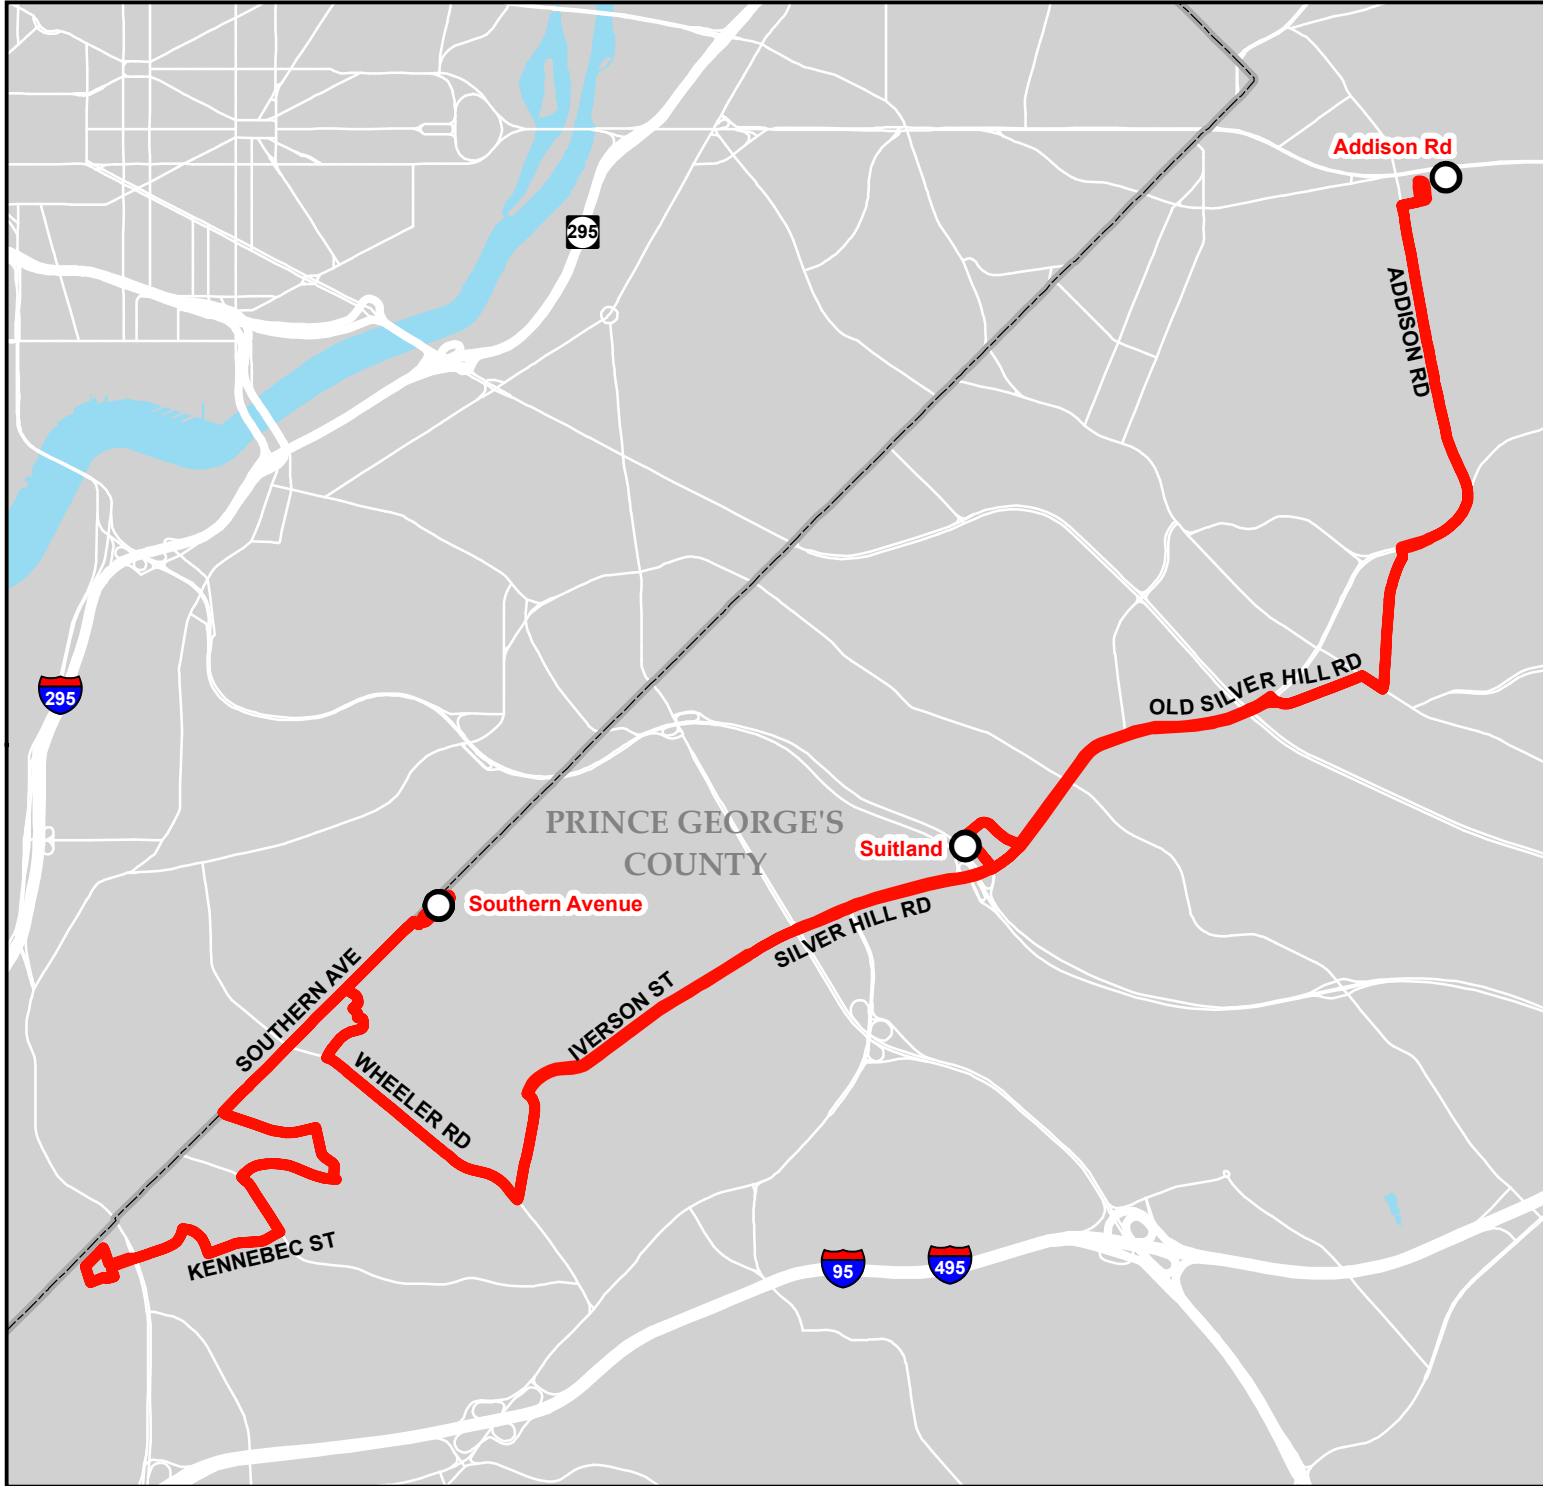 Addison Rd
295
ADDISON RD
OLD SILVER HILL RD
295
PRINCE GEORGE'S
COUNTY
Suitland
Southern Avenue
SILVER HILL RD
SOUTHERN AVE
IVERSON ST
WHEELER RD
KENNEBEC ST
95
495